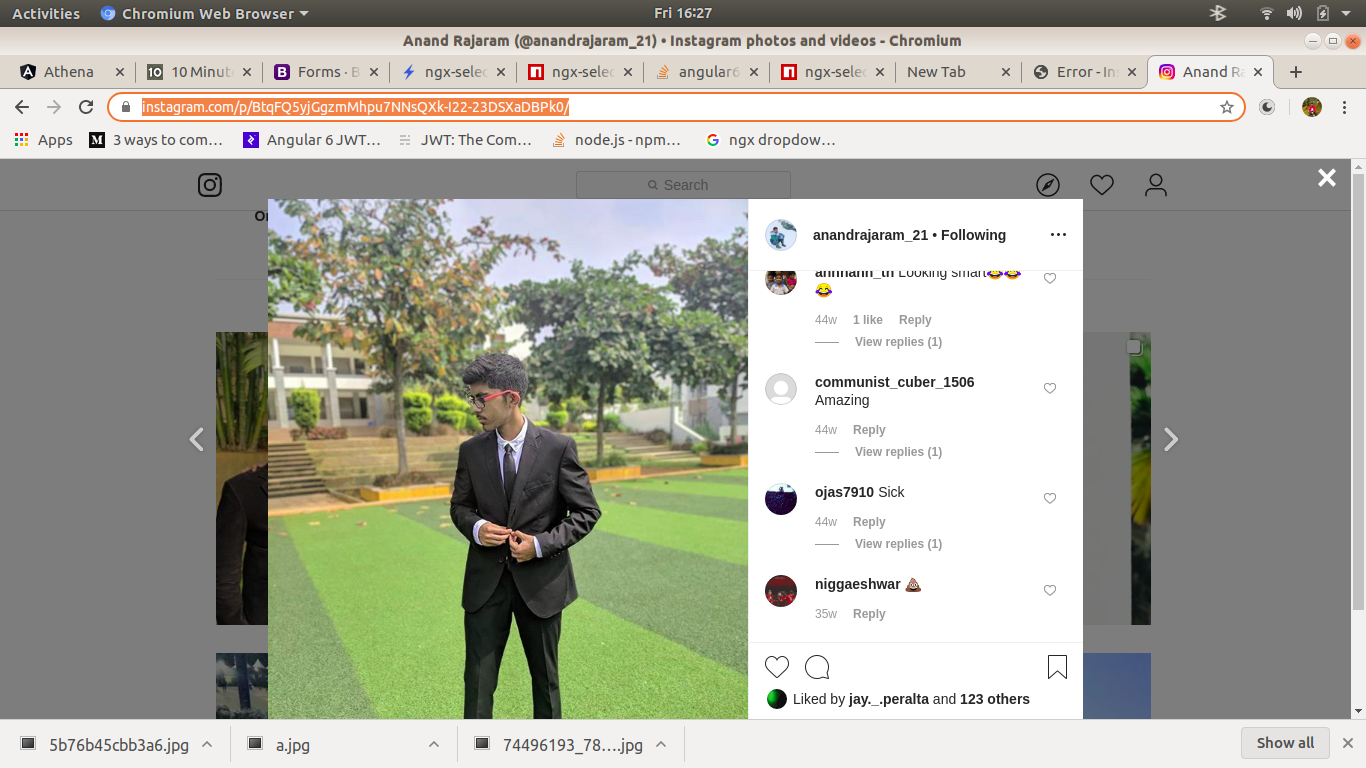 Activities Chromium Web Browser Fri 16:27
Anand Rajaram (@anandrajaram_21) • Instagram photos and videos - Chromium
Athena 10 Minut Forms · B ngx-selec ngx-selec angular6 ngx-selec New Tab Error - In Anand Ra
instagram.com/p/BtqFQ5yjGgzmMhpu7NNsQXk-I22-23DSXaDBPk0/
Apps 3 ways to com… Angular 6 JWT… JWT: The Com… node.js - npm… ngx dropdow…
Search
anandrajaram_21 • Following
Looking smart😂😂
😂
44w 1 like Reply
View replies (1)
communist_cuber_1506
Amazing
44w Reply
View replies (1)
ojas7910 Sick
44w Reply
View replies (1)
niggaeshwar 💩
35w Reply
Liked by jay._.peralta and 123 others
5b76b45cbb3a6.jpg a.jpg 74496193_78….jpg Show all